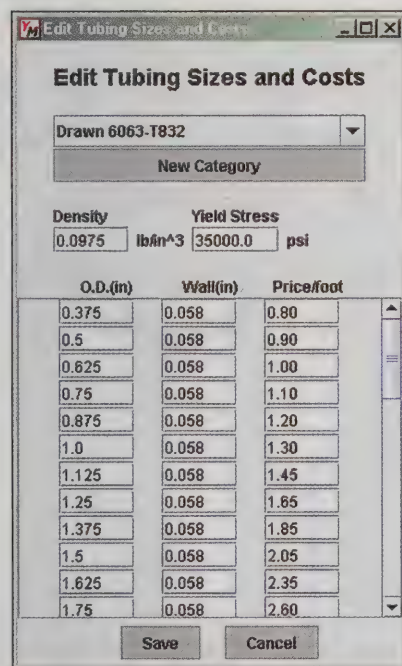 YM Edit Tubing Sizes and Costs
Edit Tubing Sizes and Costs
Drawn 6063-T832
New Category
Density Yield Stress
0.0975 lb/in^3 35000.0 psi
O.D.(in) Wall(in) Price/foot
0.375 0.058 0.80
0.5 0.058 0.90
0.625 0.058 1.00
0.75 0.058 1.10
0.875 0.058 1.20
1.0 0.058 1.30
1.125 0.058 1.45
1.25 0.058 1.65
1.375 0.058 1.85
1.5 0.058 2.05
1.625 0.058 2.35
1.75 0.058 2.60
Save Cancel